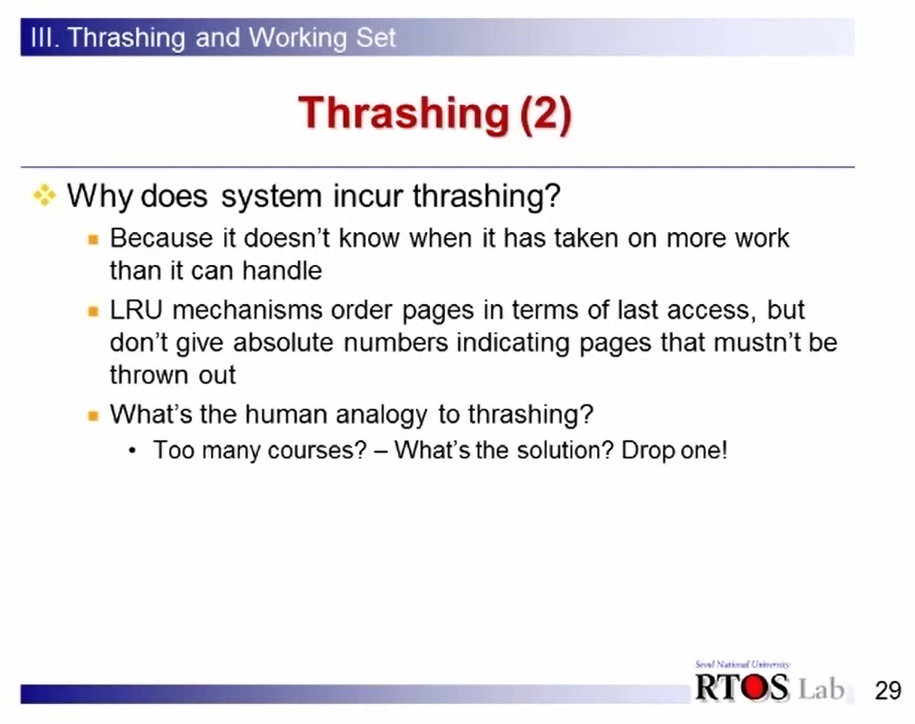 III. Thrashing and Working Set
Thrashing (2)
Why does system incur thrashing?
Because it doesn't know when it has taken on more work
than it can handle
LRU mechanisms order pages in terms of last access, but
don't give absolute numbers indicating pages that mustn't be
thrown out
What's the human analogy to thrashing?
• Too many courses? – What's the solution? Drop one!
Seoul National University
RTOS Lab
29